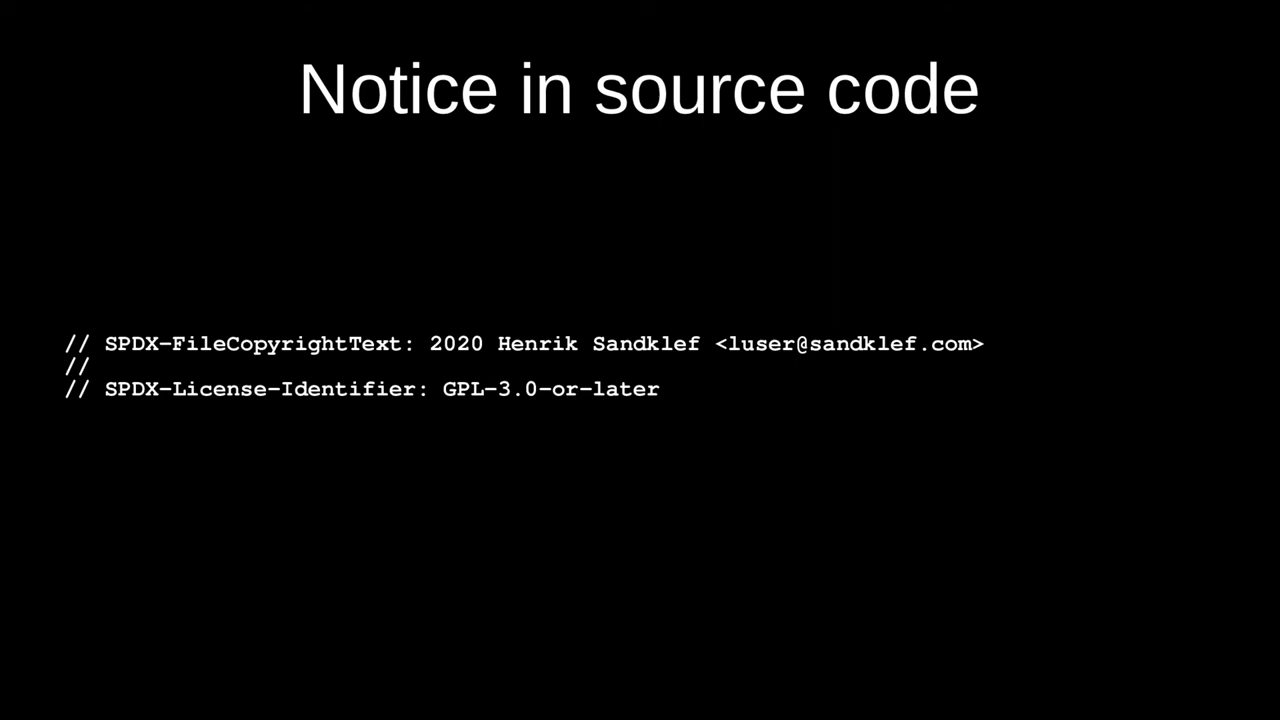 Notice in source code
// SPDX-FileCopyrightText: 2020 Henrik Sandklef <luser@sandklef.com>
//
// SPDX-License-Identifier: GPL-3.0-or-later